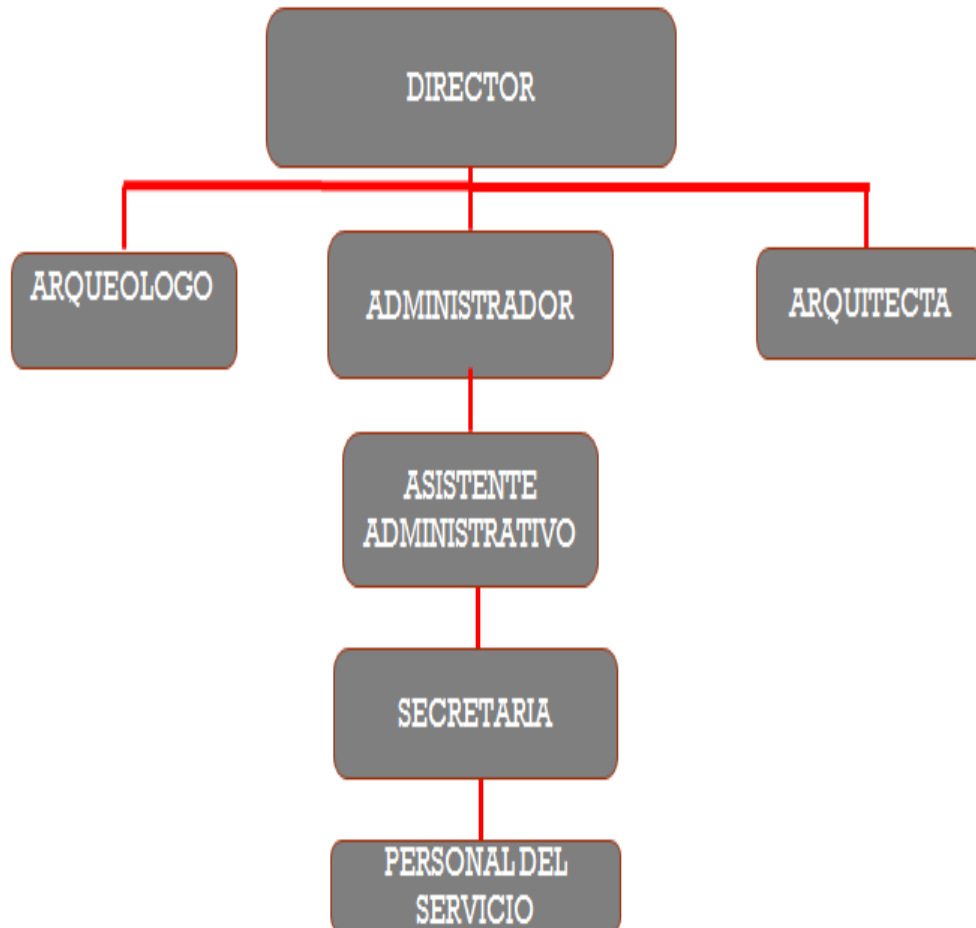 DIRECTOR
ARQUEOLOGO
ADMINISTRADOR
ARQUITECTA
ASISTENTE
ADMINISTRATIVO
SECRETARIA
PERSONAL DEL
SERVICIO